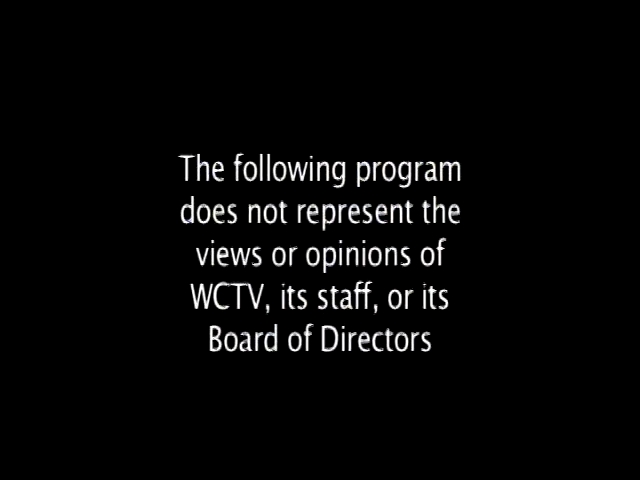 The following program
does not represent the
views or opinions of
WCTV, its staff, or its
Board of Directors